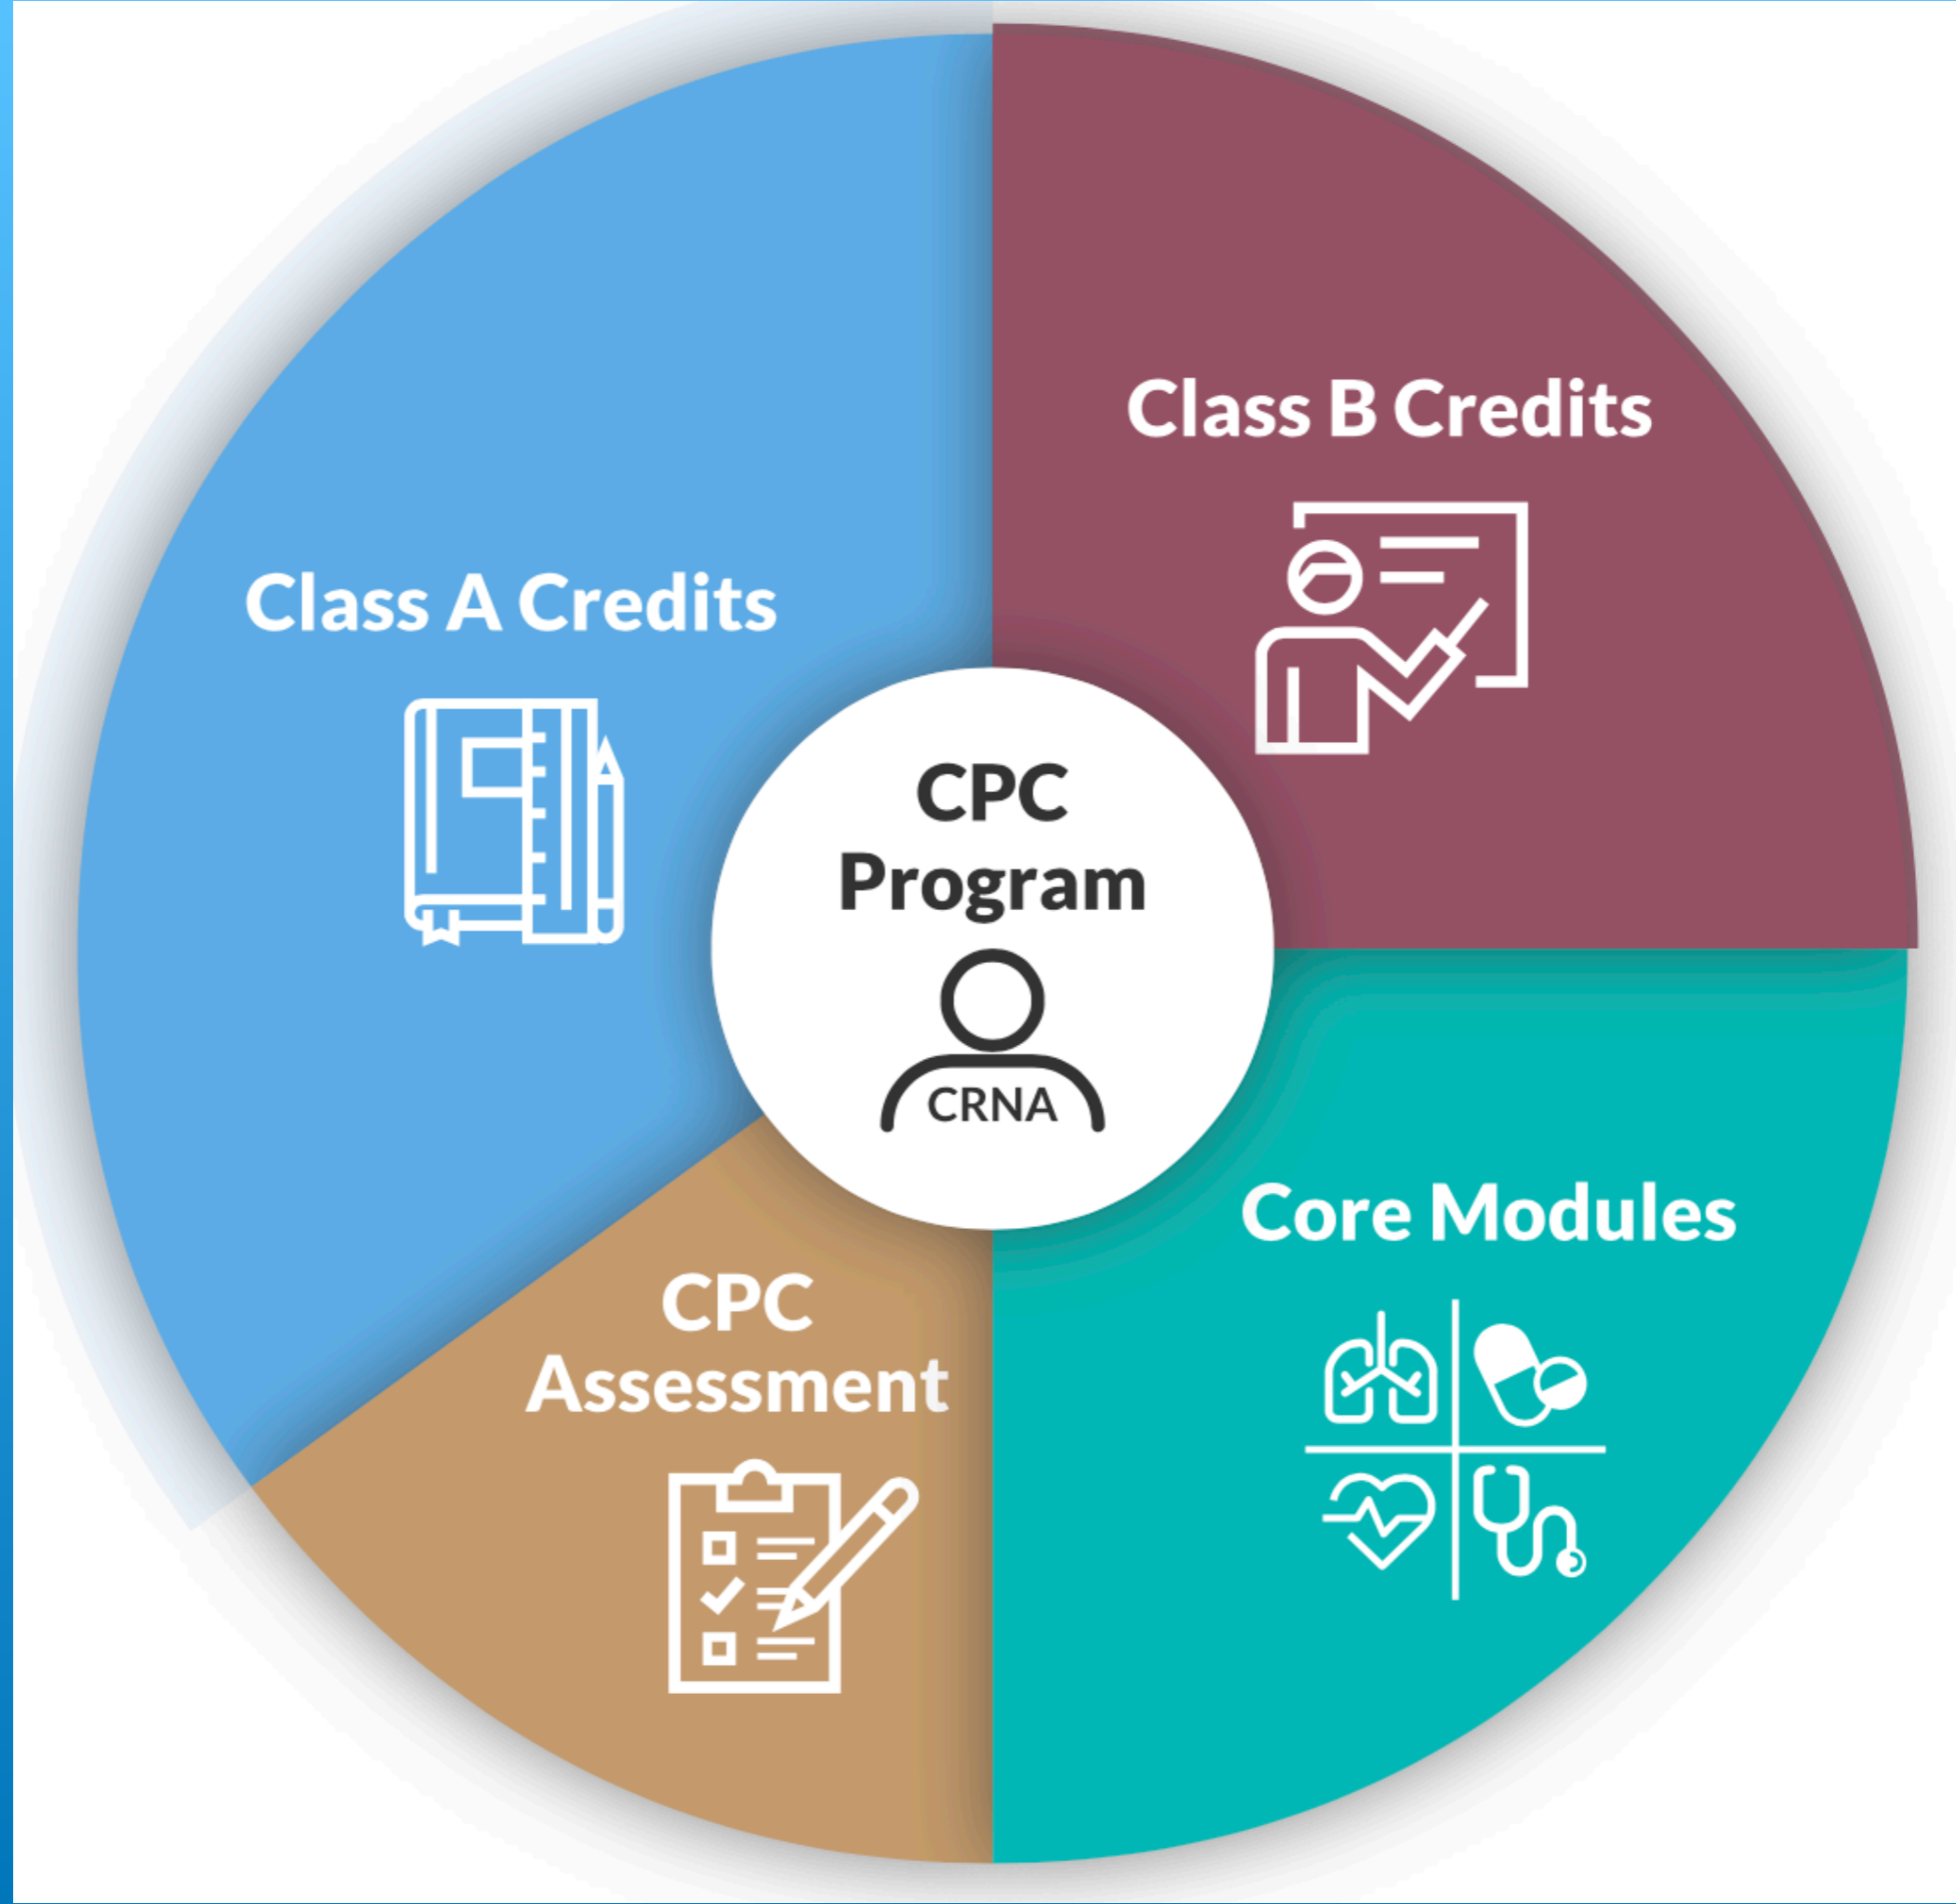 Class B Credits
Class A Credits
CPC
Program
CRNA
Core Modules
CPC
Assessment